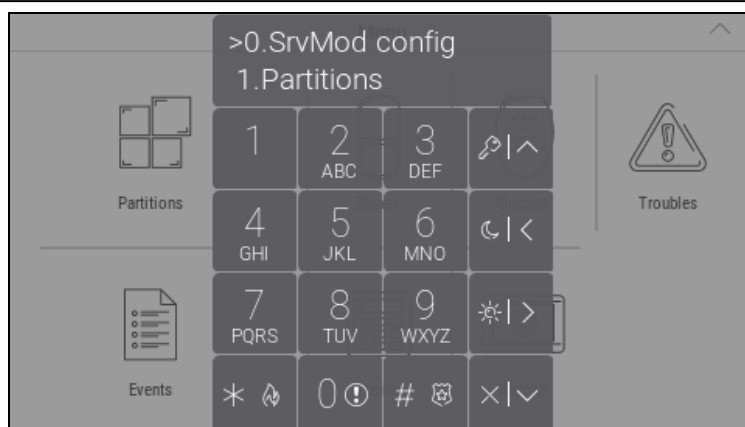 >0.SrvMod config
1.Partitions
1
2
ABC
3
DEF
Partitions
Troubles
4
GHI
5
JKL
6
MNO
7
PQRS
8
TUV
9
WXYZ
Events
*
0
#